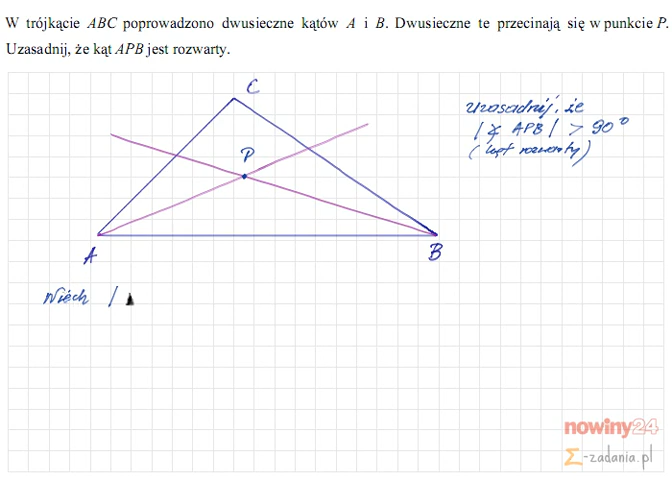 W trójkącie ABC poprowadzono dwusieczne kątów A i B. Dwusieczne te przecinają się w punkcie P.
Uzasadnij, że kąt APB jest rozwarty.
C
Uzasadnij, że
|∢ APB| > 90°
(kąt rozwarty)
P
A
B
Niech |
nowiny24
Σ-zadania.pl